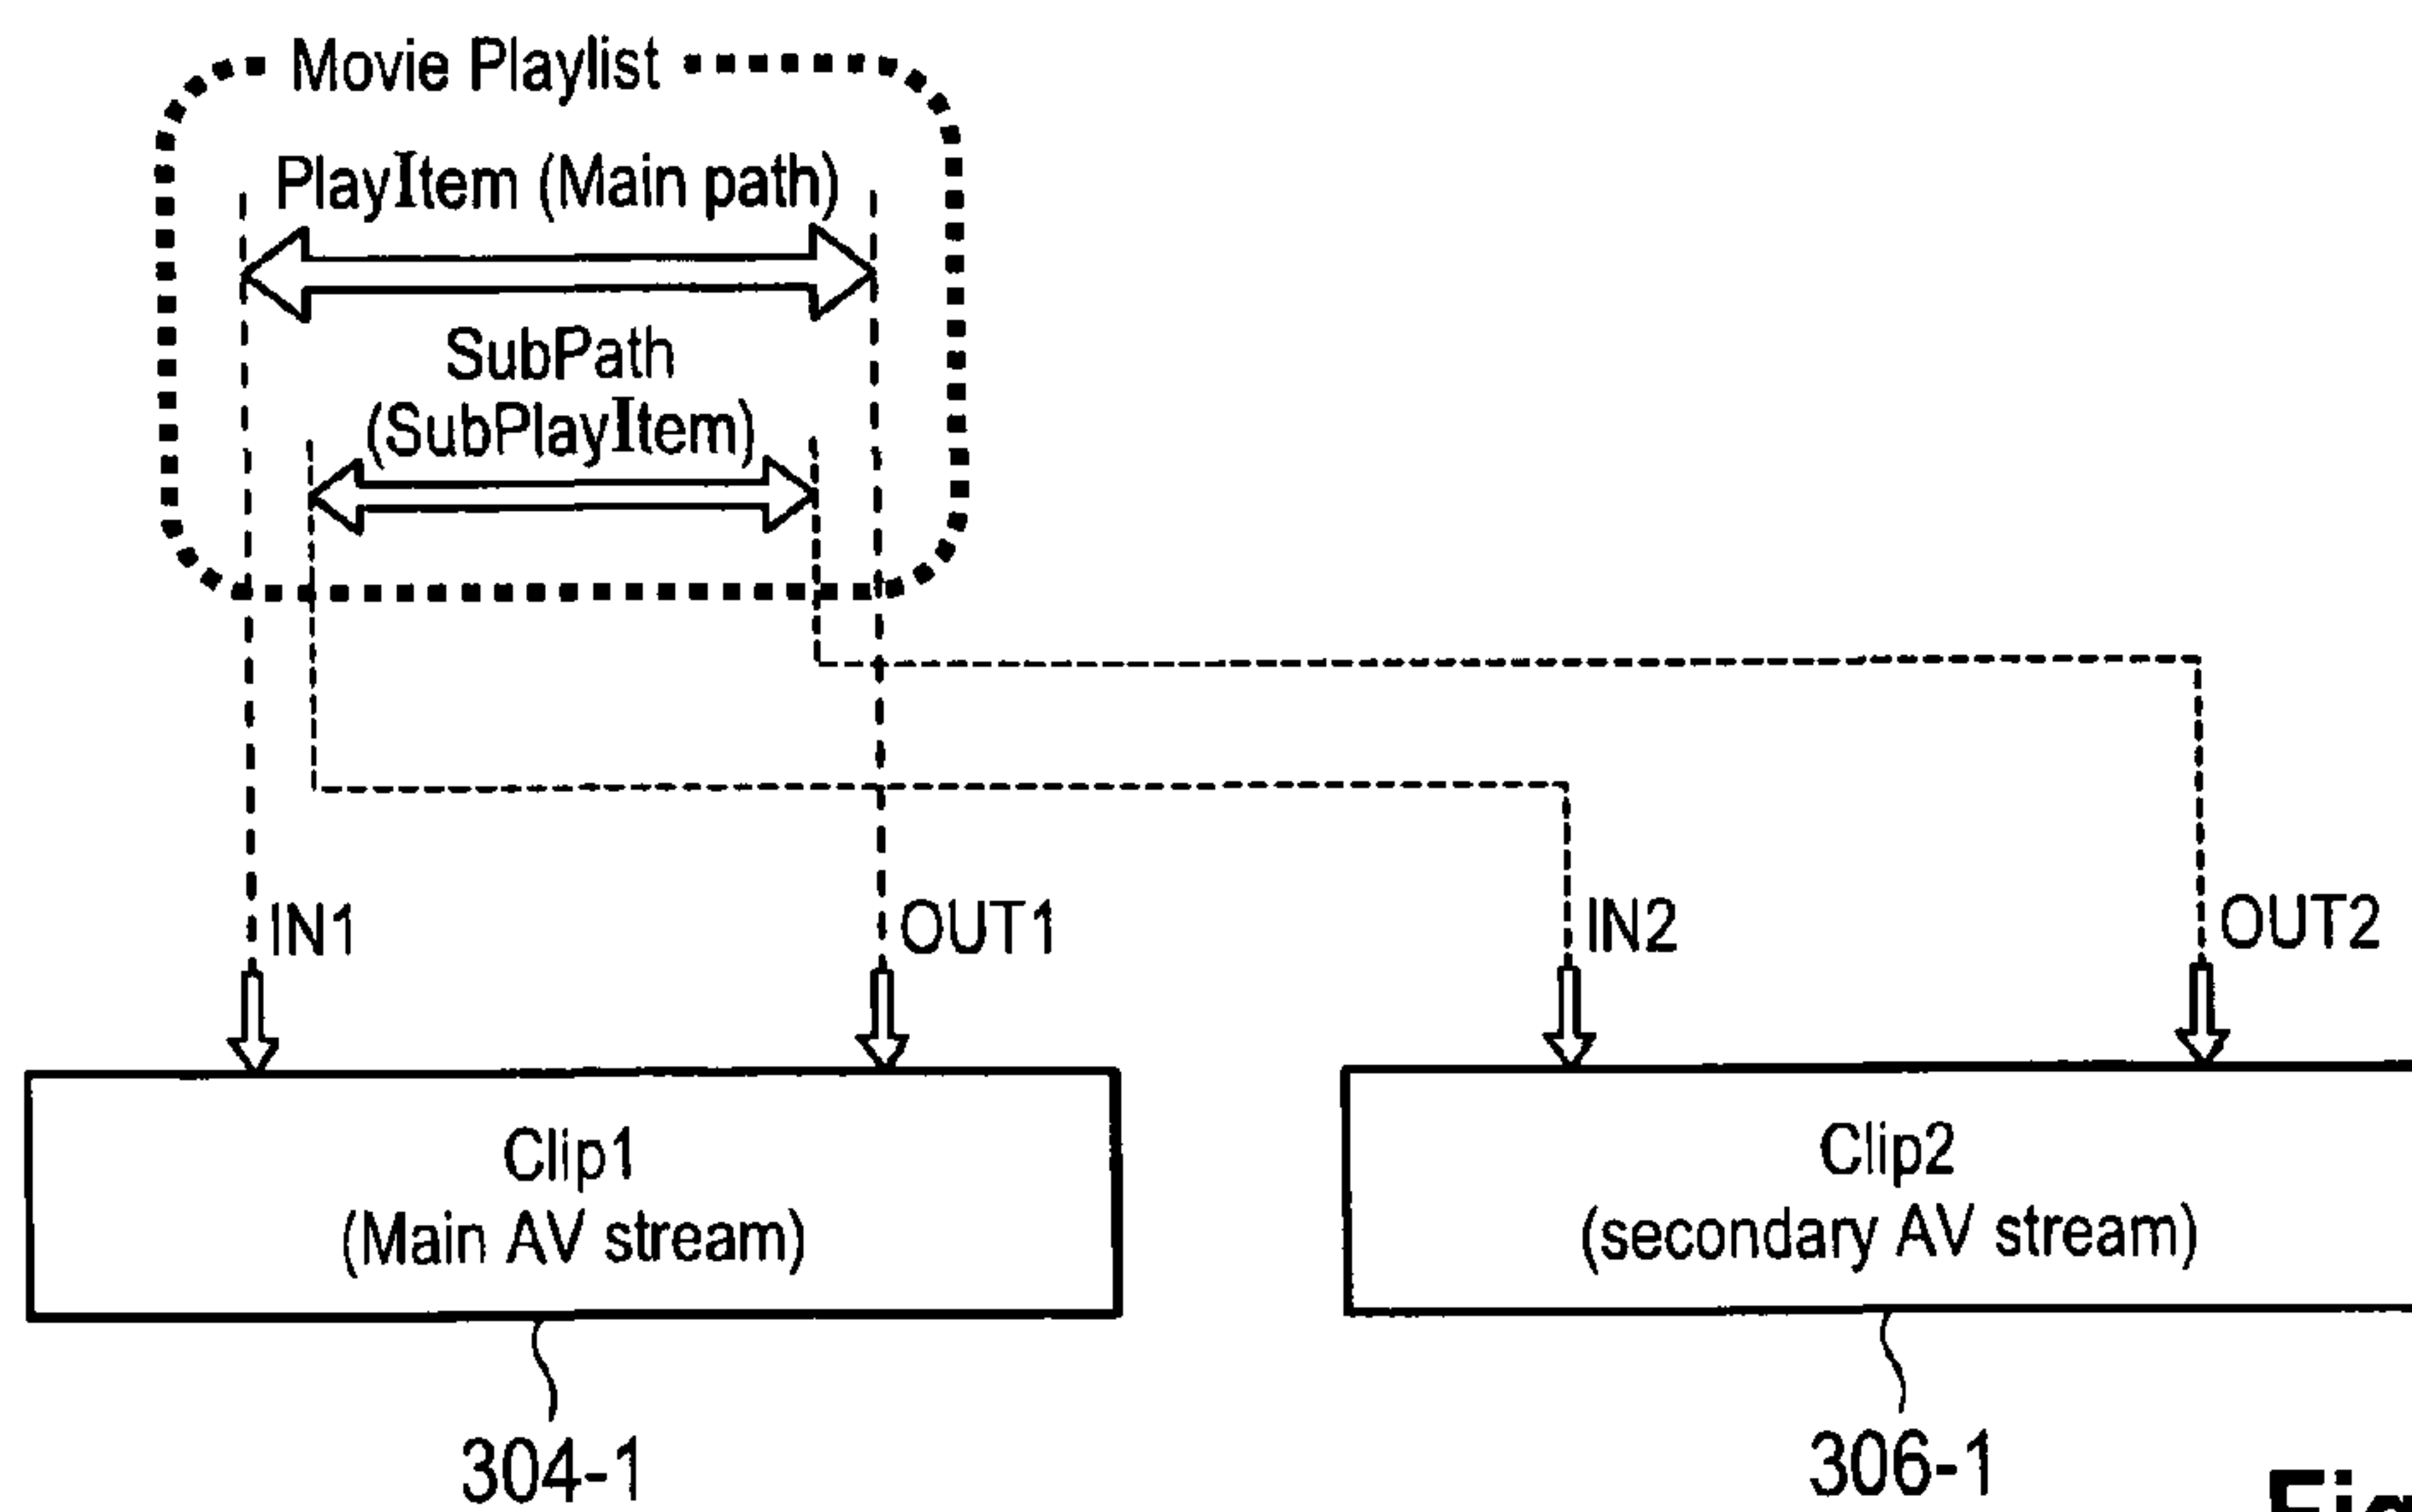 Movie Playlist
PlayItem (Main path)
SubPath
(SubPlayItem)
IN1
OUT1
IN2
OUT2
Clip1
(Main AV stream)
Clip2
(secondary AV stream)
304-1
306-1